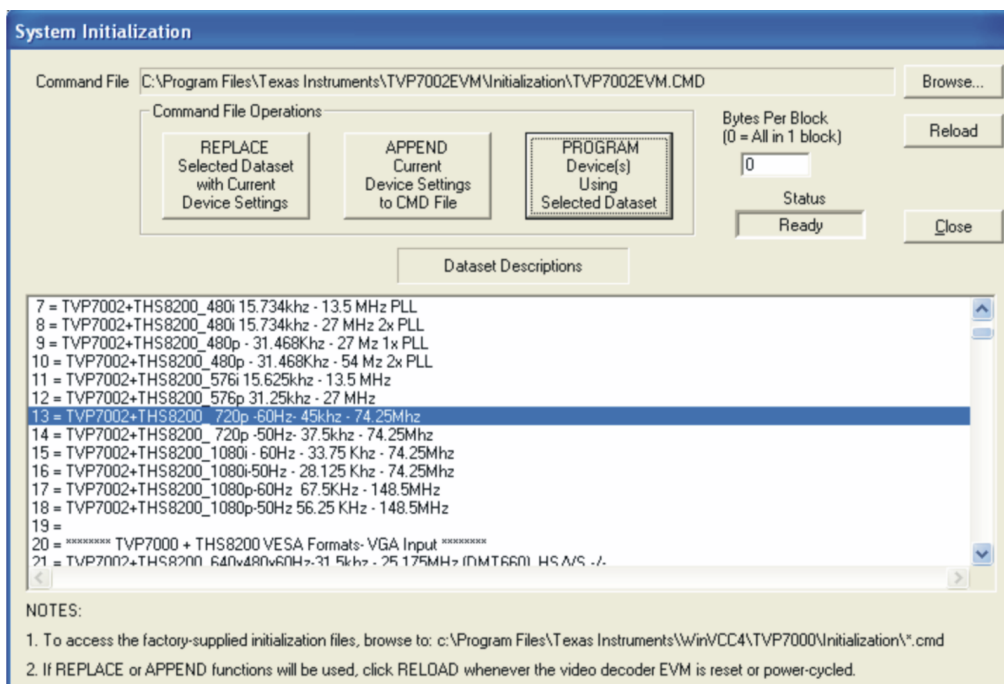 System Initialization
Command File C:\Program Files\Texas Instruments\TVP7002EVM\Initialization\TVP7002EVM.CMD
Browse...
Command File Operations
REPLACE
Selected Dataset
with Current
Device Settings
APPEND
Current
Device Settings
to CMD File
PROGRAM
Device(s)
Using
Selected Dataset
Bytes Per Block
(0 = All in 1 block)
0
Reload
Status
Ready
Close
Dataset Descriptions
7 = TVP7002+THS8200_480i 15.734khz - 13.5 MHz PLL
8 = TVP7002+THS8200_480i 15.734khz - 27 MHz 2x PLL
9 = TVP7002+THS8200_480p - 31.468Khz - 27 Mz 1x PLL
10 = TVP7002+THS8200_480p - 31.468Khz - 54 Mz 2x PLL
11 = TVP7002+THS8200_576i 15.625khz - 13.5 MHz
12 = TVP7002+THS8200_576p 31.25khz - 27 MHz
13 = TVP7002+THS8200_ 720p -60Hz- 45khz - 74.25Mhz
14 = TVP7002+THS8200_ 720p -50Hz- 37.5khz - 74.25Mhz
15 = TVP7002+THS8200_1080i - 60Hz - 33.75 Khz - 74.25Mhz
16 = TVP7002+THS8200_1080i-50Hz - 28.125 Khz - 74.25Mhz
17 = TVP7002+THS8200_1080p-60Hz  67.5KHz - 148.5MHz
18 = TVP7002+THS8200_1080p-50Hz 56.25 KHz - 148.5MHz
19 =
20 = ******** TVP7000 + THS8200 VESA Formats- VGA Input ********
21 = TVP7002+THS8200_640x480x60Hz-31.5khz - 25.175MHz (DMT660)  HS/VS -/-
NOTES:
1. To access the factory-supplied initialization files, browse to: c:\Program Files\Texas Instruments\WinVCC4\TVP7000\Initialization\*.cmd
2. If REPLACE or APPEND functions will be used, click RELOAD whenever the video decoder EVM is reset or power-cycled.